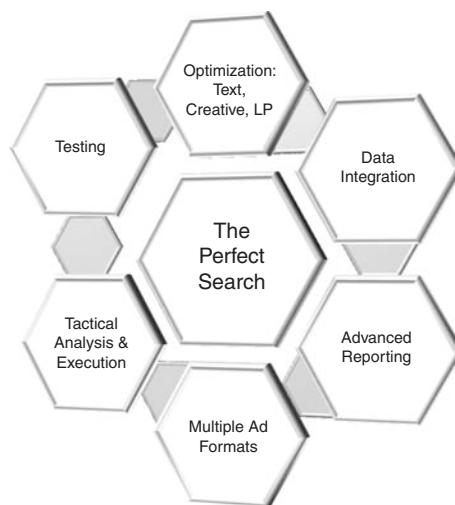 Optimization:
Text,
Creative, LP
Testing
Data
Integration
The
Perfect
Search
Tactical
Analysis &
Execution
Advanced
Reporting
Multiple Ad
Formats